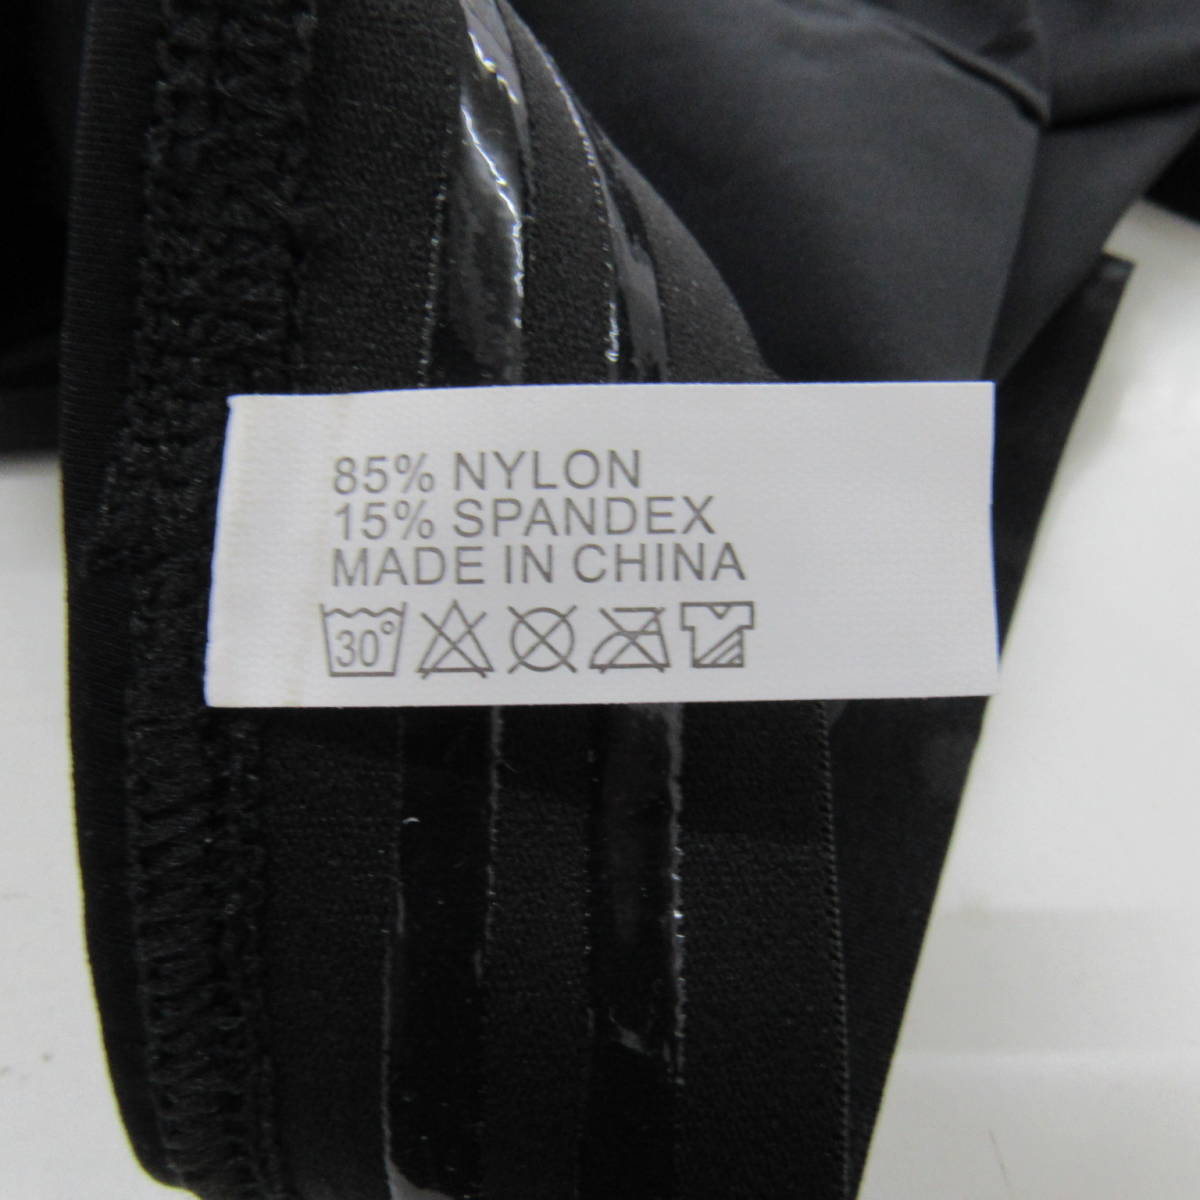 85% NYLON
15% SPANDEX
MADE IN CHINA
30°